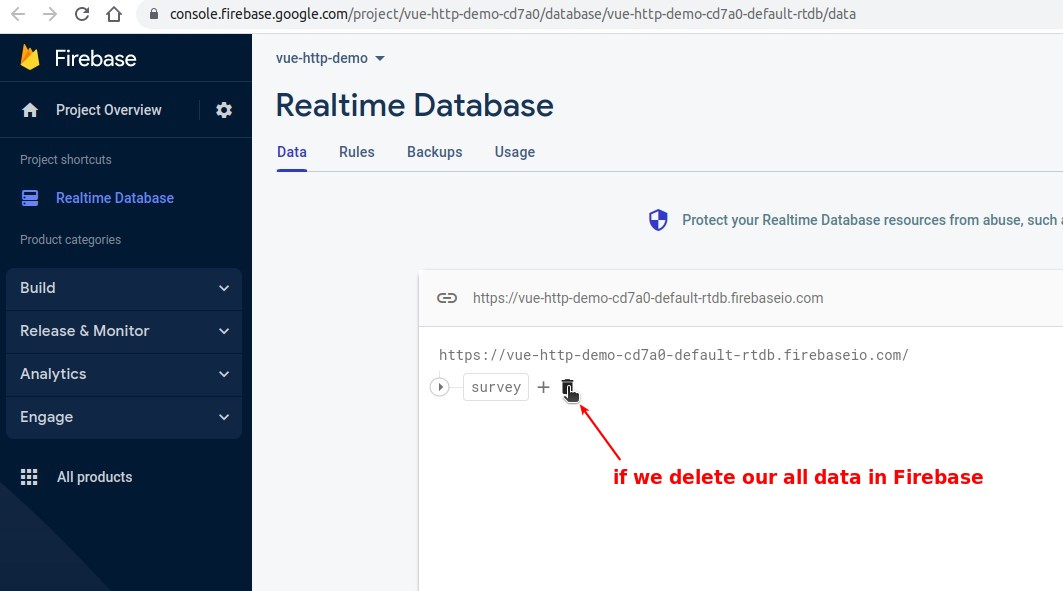 console.firebase.google.com/project/vue-http-demo-cd7a0/database/vue-http-demo-cd7a0-default-rtdb/data
Firebase
vue-http-demo
Project Overview
Realtime Database
Data Rules Backups Usage
Project shortcuts
Realtime Database
Protect your Realtime Database resources from abuse, such
Product categories
Build
https://vue-http-demo-cd7a0-default-rtdb.firebaseio.com
Release & Monitor
https://vue-http-demo-cd7a0-default-rtdb.firebaseio.com/
Analytics
survey
Engage
All products
if we delete our all data in Firebase